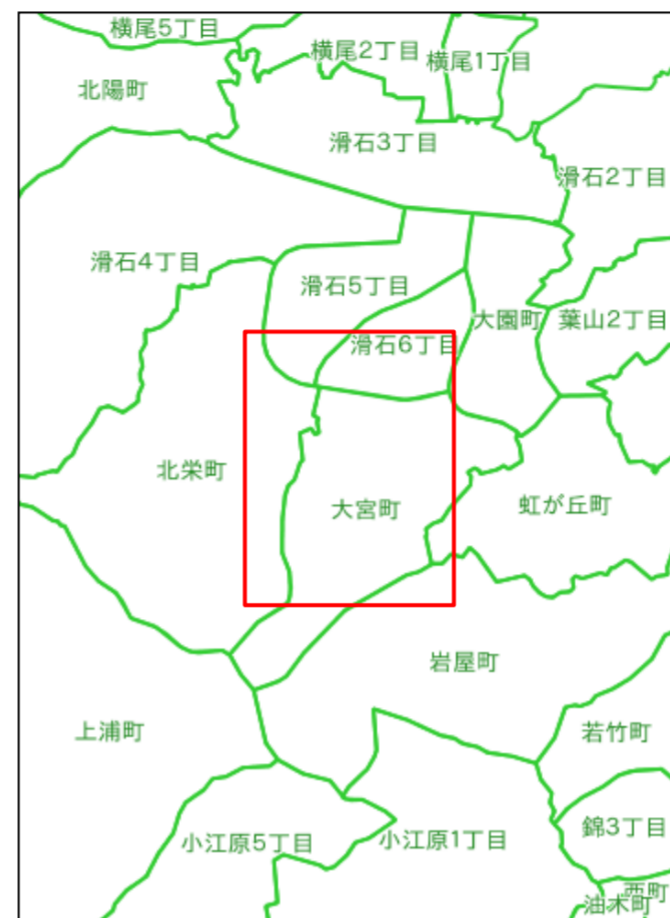 横尾5丁目
横尾2丁目
横尾1丁目
北陽町
滑石3丁目
滑石2丁目
滑石4丁目
滑石5丁目
大園町
葉山2丁目
滑石6丁目
北栄町
大宮町
虹が丘町
岩屋町
上浦町
若竹町
錦3丁目
小江原5丁目
小江原1丁目
西町
油木町